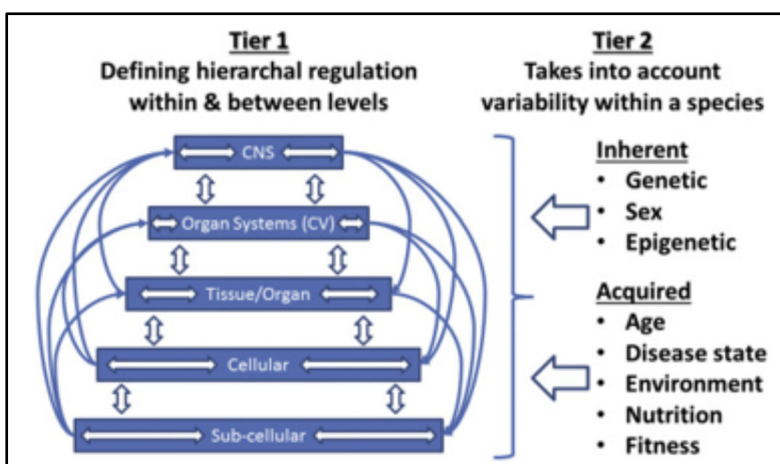 Tier 1
Defining hierarchal regulation
within & between levels
CNS
Organ Systems (CV)
Tissue/Organ
Cellular
Sub-cellular
Tier 2
Takes into account
variability within a species
Inherent
• Genetic
• Sex
• Epigenetic
Acquired
• Age
• Disease state
• Environment
• Nutrition
• Fitness